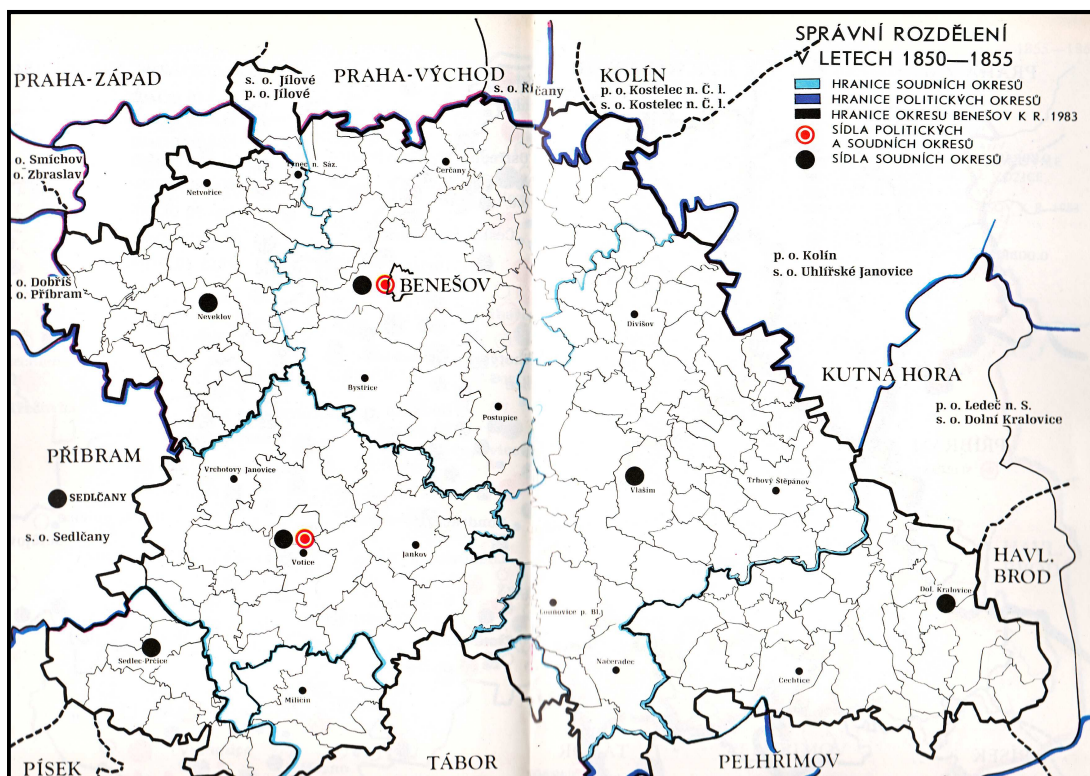 SPRÁVNÍ ROZDĚLENÍ
V LETECH 1850—1855
HRANICE SOUDNÍCH OKRESŮ
HRANICE POLITICKÝCH OKRESŮ
HRANICE OKRESU BENEŠOV K R. 1983
SÍDLA POLITICKÝCH
A SOUDNÍCH OKRESŮ
SÍDLA SOUDNÍCH OKRESŮ
PRAHA-ZÁPAD
s. o. Jílové
p. o. Jílové
PRAHA-VÝCHOD
s. o. Říčany
KOLÍN
p. o. Kostelec n. Č. l.
s. o. Kostelec n. Č. l.
o. Smíchov
o. Zbraslav
Netvořice
Týnec n. Sáz.
Čerčany
p. o. Kolín
s. o. Uhlířské Janovice
o. Dobříš
o. Příbram
Neveklov
BENEŠOV
Divišov
Bystřice
Postupice
KUTNÁ HORA
p. o. Ledeč n. S.
s. o. Dolní Kralovice
PŘÍBRAM
SEDLČANY
s. o. Sedlčany
Vrchotovy Janovice
Vlašim
Trhový Štěpánov
Votice
Jankov
HAVL.
BROD
Dol. Kralovice
Louňovice p. Bl.
Sedlec-Prčice
Miličín
Načeradec
Čechtice
PÍSEK
TÁBOR
PELHŘIMOV